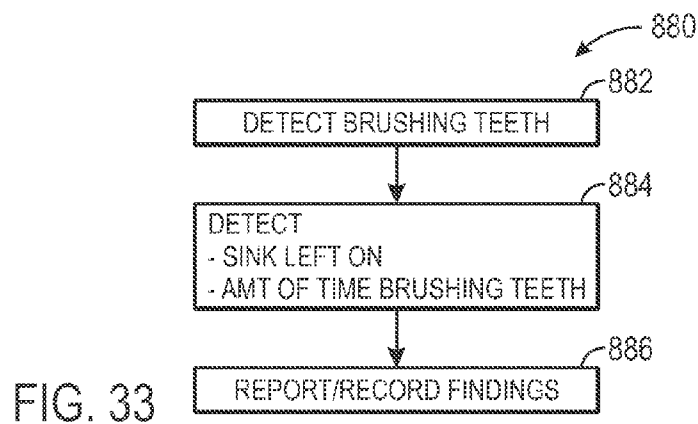 880
882
DETECT BRUSHING TEETH
884
DETECT
- SINK LEFT ON
- AMT OF TIME BRUSHING TEETH
886
REPORT/RECORD FINDINGS
FIG. 33